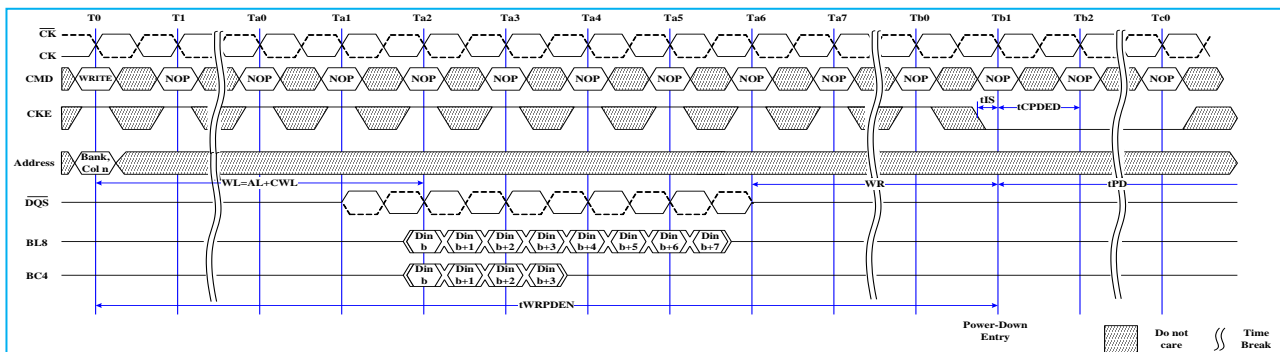 T0 T1 Ta0 Ta1 Ta2 Ta3 Ta4 Ta5 Ta6 Ta7 Tb0 Tb1 Tb2 Tc0
CK
CK
CMD WRITE NOP NOP NOP NOP NOP NOP NOP NOP NOP NOP NOP NOP NOP
tIS tCPDED
CKE
Address Bank, Col n
WL=AL+CWL WR tPD
DQS
BL8 Din b Din b+1 Din b+2 Din b+3 Din b+4 Din b+5 Din b+6 Din b+7
BC4 Din b Din b+1 Din b+2 Din b+3
tWRPDEN
Power-Down Entry
Do not care
Time Break